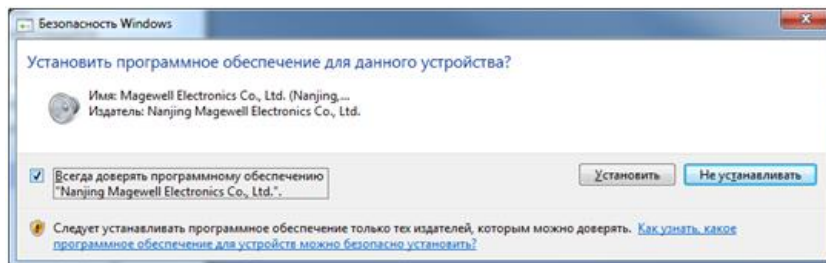 Безопасность Windows
Установить программное обеспечение для данного устройства?
Имя: Magewell Electronics Co., Ltd. (Nanjing,...
Издатель: Nanjing Magewell Electronics Co., Ltd.
Всегда доверять программному обеспечению
"Nanjing Magewell Electronics Co., Ltd.".
Установить
Не устанавливать
Следует устанавливать программное обеспечение только тех издателей, которым можно доверять. Как узнать, какое
программное обеспечение для устройств можно безопасно установить?